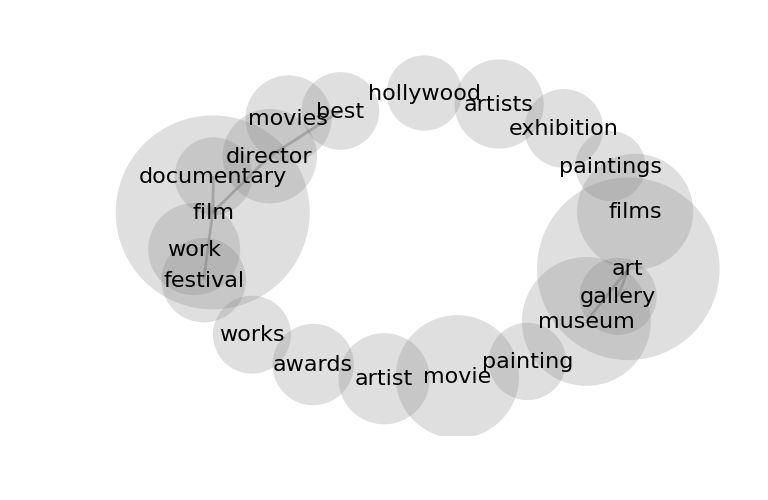 hollywood
artists
best
movies
exhibition
director
paintings
documentary
film
films
work
art
festival
gallery
museum
works
painting
awards
artist
movie